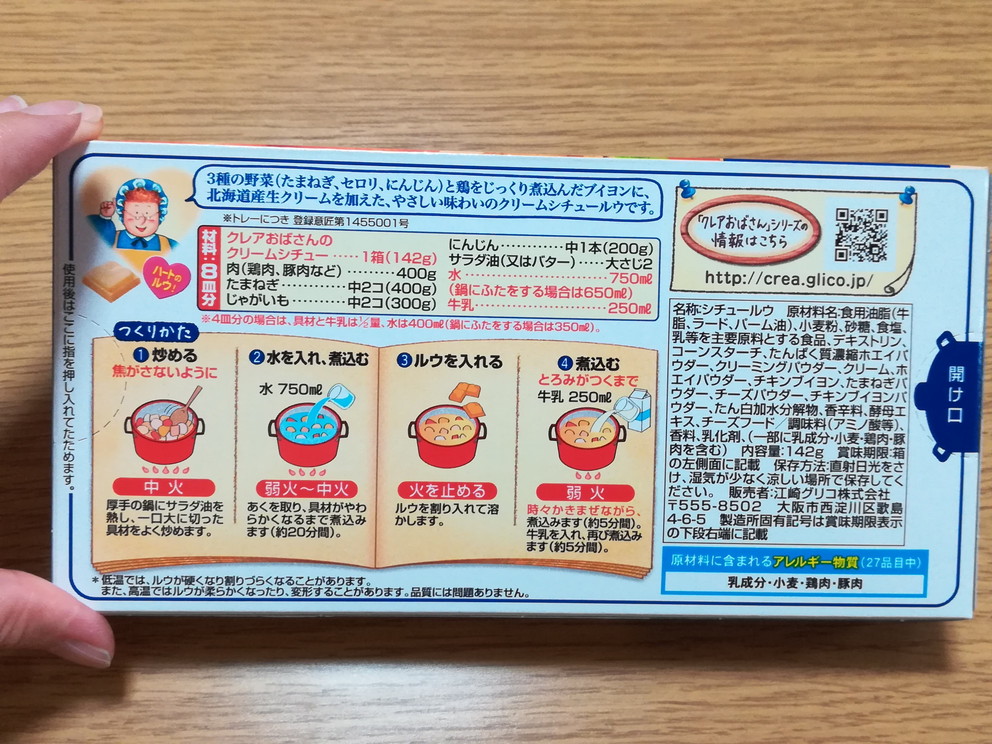 3種の野菜(たまねぎ、セロリ、にんじん)と鶏をじっくり煮込んだブイヨンに、
北海道産生クリームを加えた、やさしい味わいのクリームシチュールウです。
※トレーにつき 登録意匠第1455001号
ハートの
ルウ!
材料:8皿分
クレアおばさんの
クリームシチュー ……1箱(142g)
肉(鶏肉、豚肉など)…………400g
たまねぎ…………中2コ(400g)
じゃがいも…………中2コ(300g)
にんじん…………中1本(200g)
サラダ油(又はバター)……大さじ2
水…………750㎖
(鍋にふたをする場合は650㎖)
牛乳…………250㎖
※4皿分の場合は、具材と牛乳は½量、水は400㎖(鍋にふたをする場合は350㎖)。
つくりかた
❶炒める
焦がさないように
中火
厚手の鍋にサラダ油を
熱し、一口大に切った
具材をよく炒めます。
❷水を入れ、煮込む
水 750㎖
弱火〜中火
あくを取り、具材がやわ
らかくなるまで煮込み
ます(約20分間)。
❸ルウを入れる
火を止める
ルウを割り入れて溶
かします。
❹煮込む
とろみがつくまで
牛乳 250㎖
弱火
時々かきまぜながら、
煮込みます(約5分間)。
牛乳を入れ、再び煮込み
ます(約5分間)。
*低温では、ルウが硬くなり割りづらくなることがあります。
また、高温ではルウが柔らかくなったり、変形することがあります。品質には問題ありません。
使用後はここに指を押し入れてたためます。
「クレアおばさん」シリーズの
情報はこちら
http://crea.glico.jp/
名称:シチュールウ 原材料名:食用油脂(牛
脂、ラード、パーム油)、小麦粉、砂糖、食塩、
乳等を主要原料とする食品、デキストリン、
コーンスターチ、たんぱく質濃縮ホエイパ
ウダー、クリーミングパウダー、クリーム、ホ
エイパウダー、チキンブイヨン、たまねぎパ
ウダー、チーズパウダー、チキンブイヨンパ
ウダー、たん白加水分解物、香辛料、酵母エ
キス、チーズフード/調味料(アミノ酸等)、
香料、乳化剤、(一部に乳成分・小麦・鶏肉・豚
肉を含む) 内容量:142g 賞味期限:箱
の左側面に記載 保存方法:直射日光をさ
け、湿気が少なく涼しい場所で保存してく
ださい。 販売者:江崎グリコ株式会社
〒555-8502 大阪市西淀川区歌島
4-6-5 製造所固有記号は賞味期限表示
の下段右端に記載
原材料に含まれるアレルギー物質(27品目中)
乳成分・小麦・鶏肉・豚肉
開け口